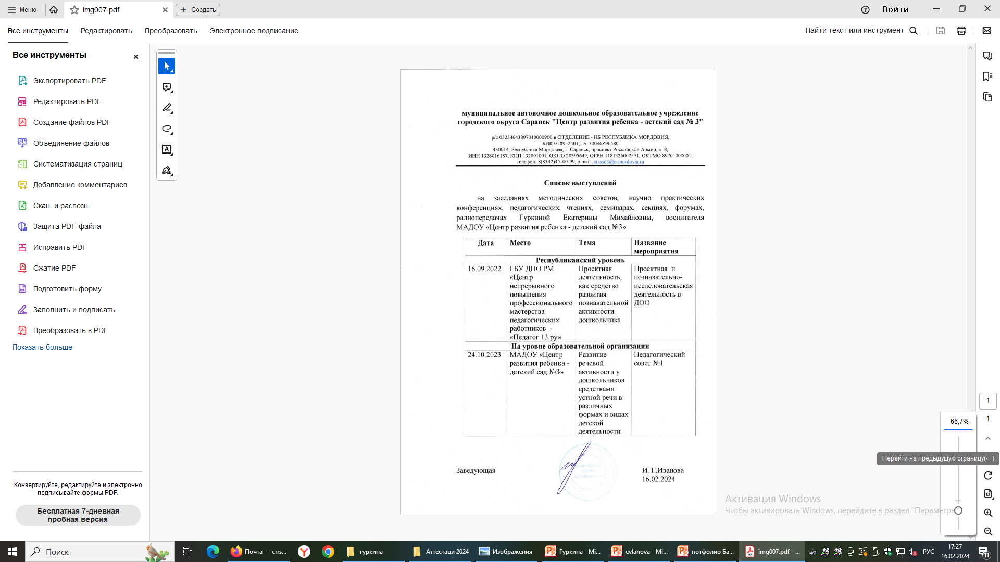 Меню
img007.pdf
Создать
Войти
Все инструменты
Редактировать
Преобразовать
Электронное подписание
Найти текст или инструмент
Все инструменты
Экспортировать PDF
Редактировать PDF
Создание файлов PDF
Объединение файлов
Систематизация страниц
Добавление комментариев
Скан. и распозн.
Защита PDF-файла
Исправить PDF
Сжатие PDF
Подготовить форму
Заполнить и подписать
Преобразовать в PDF
Показать больше
Конвертируйте, редактируйте и электронно
подписывайте формы PDF.
Бесплатная 7-дневная
пробная версия
муниципальное автономное дошкольное образовательное учреждение
городского округа Саранск "Центр развития ребенка - детский сад № 3"
р/с 03234643897010000900 в ОТДЕЛЕНИЕ - НБ РЕСПУБЛИКА МОРДОВИЯ,
БИК 018952501, л/с 30096Z96580
430014, Республика Мордовия, г. Саранск, проспект Российской Армии, д. 8,
ИНН 1328016187, КПП 132801001, ОКПО 28395649, ОГРН 1181326002571, ОКТМО 89701000001,
телефон: 8(8342)45-00-99, e-mail: crrsad3@e-mordovia.ru
Список выступлений
на заседаниях методических советов, научно практических
конференциях, педагогических чтениях, семинарах, секциях, форумах,
радиопередачах Гуркиной Екатерины Михайловны, воспитателя
МАДОУ «Центр развития ребенка - детский сад №3»
Дата
Место
Тема
Название
мероприятия
Республиканский уровень
16.09.2022
ГБУ ДПО РМ
«Центр
непрерывного
повышения
профессионального
мастерства
педагогических
работников -
«Педагог 13.ру»
Проектная
деятельность,
как средство
развития
познавательной
активности
дошкольника
Проектная и
познавательно-
исследовательская
деятельность в
ДОО
На уровне образовательной организации
24.10.2023
МАДОУ «Центр
развития ребенка -
детский сад №3»
Развитие
речевой
активности у
дошкольников
средствами
устной речи в
различных
формах и видах
детской
деятельности
Педагогический
совет №1
Заведующая
И. Г.Иванова
16.02.2024
1
1
66,7%
Перейти на предыдущую страницу(←)
Активация Windows
Чтобы активировать Windows, перейдите в раздел "Параметры
Поиск
Почта — crrs...
гуркина
Аттестаци 2024
Изображения
Гуркина - Mi...
evlanova - Mi...
потфолио Ба...
img007.pdf - ...
РУС
17:27
16.02.2024
11